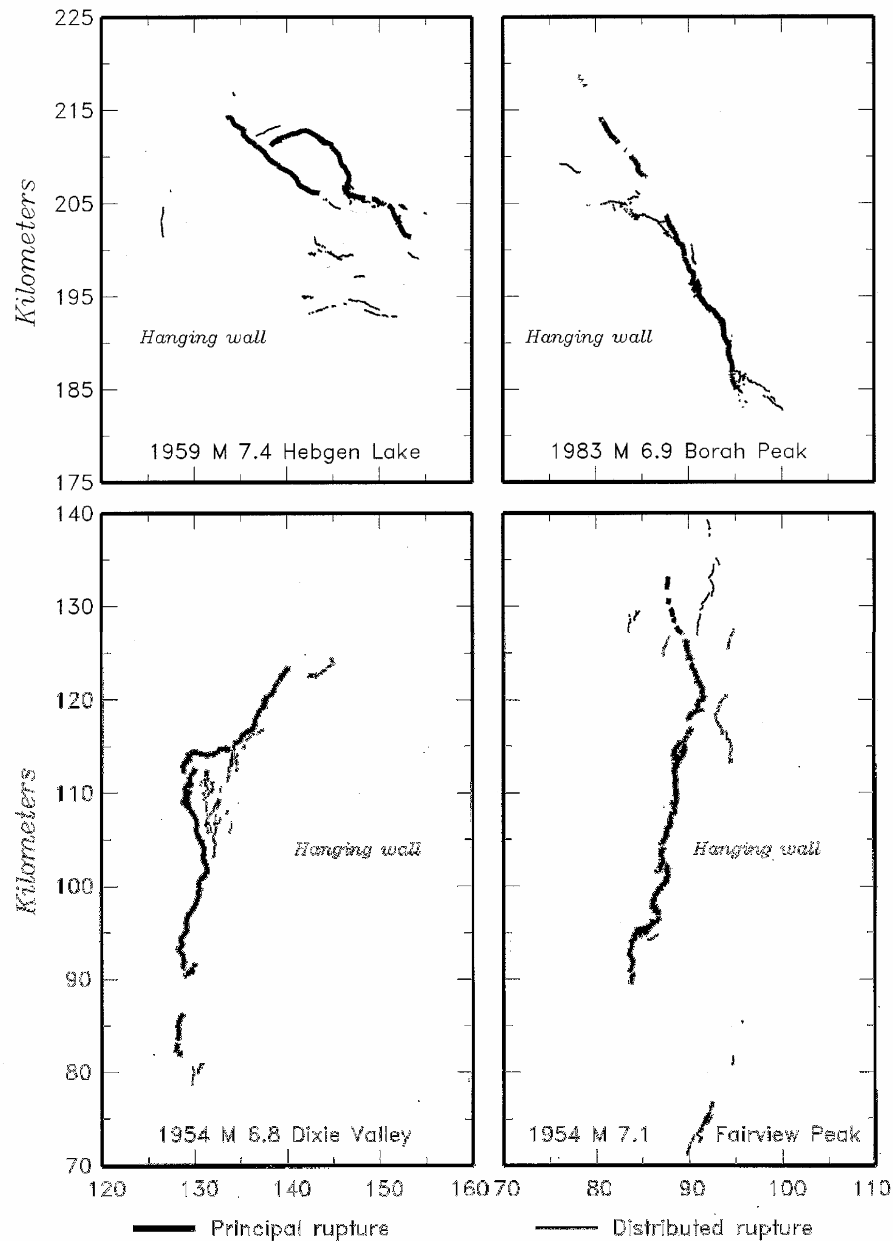 225
215
205
195
185
175
Kilometers
Hanging wall
1959 M 7.4 Hebgen Lake
Hanging wall
1983 M 6.9 Borah Peak
140
130
120
110
100
90
80
70
Kilometers
Hanging wall
1954 M 6.8 Dixie Valley
Hanging wall
1954 M 7.1 Fairview Peak
120 130 140 150 160 70 80 90 100 110
Principal rupture Distributed rupture